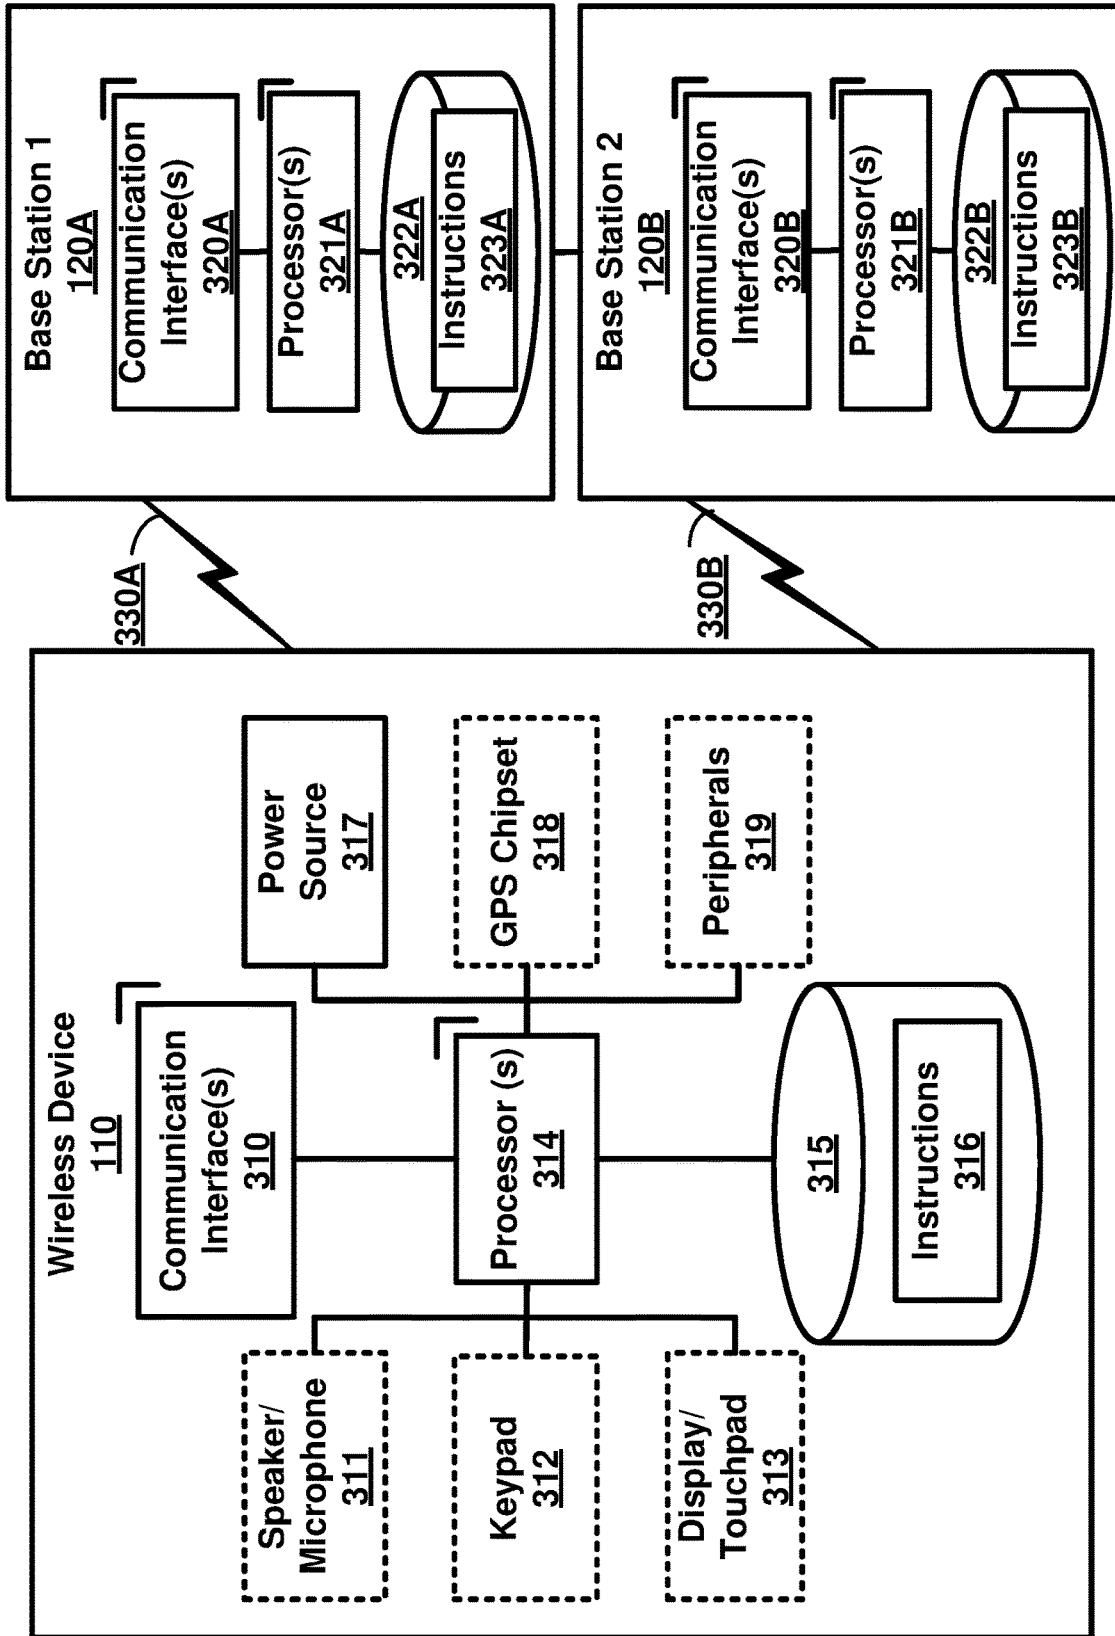 Wireless Device
110
Communication
Interface(s)
310
Speaker/
Microphone
311
Keypad
312
Display/
Touchpad
313
Processor (s)
314
Power
Source
317
GPS Chipset
318
Peripherals
319
315
Instructions
316
330A
330B
Base Station 1
120A
Communication
Interface(s)
320A
Processor(s)
321A
322A
Instructions
323A
Base Station 2
120B
Communication
Interface(s)
320B
Processor(s)
321B
322B
Instructions
323B